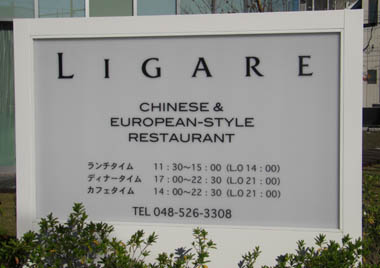 LIGARE
CHINESE &
EUROPEAN-STYLE
RESTAURANT
ランチタイム 11：30〜15：00 (L.O 14：00)
ディナータイム 17：00〜22：30 (L.O 21：00)
カフェタイム 14：00〜22：30 (L.O 21：00)
TEL 048-526-3308